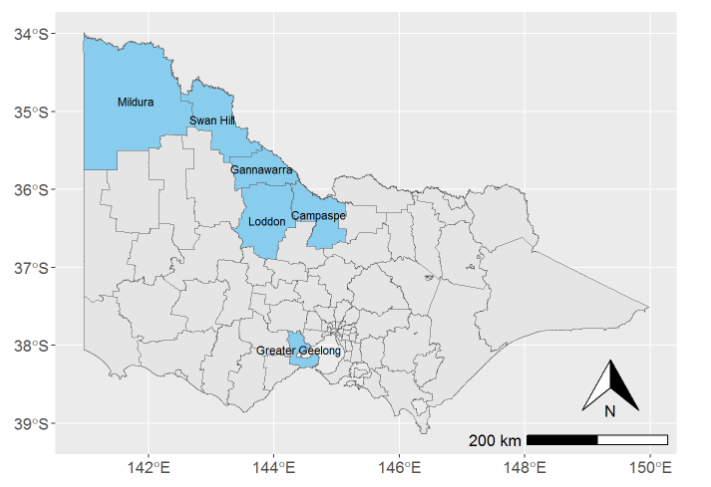 34°S
35°S
36°S
37°S
38°S
39°S
Mildura
Swan Hill
Gannawarra
Loddon
Campaspe
Greater Geelong
N
200 km
142°E
144°E
146°E
148°E
150°E